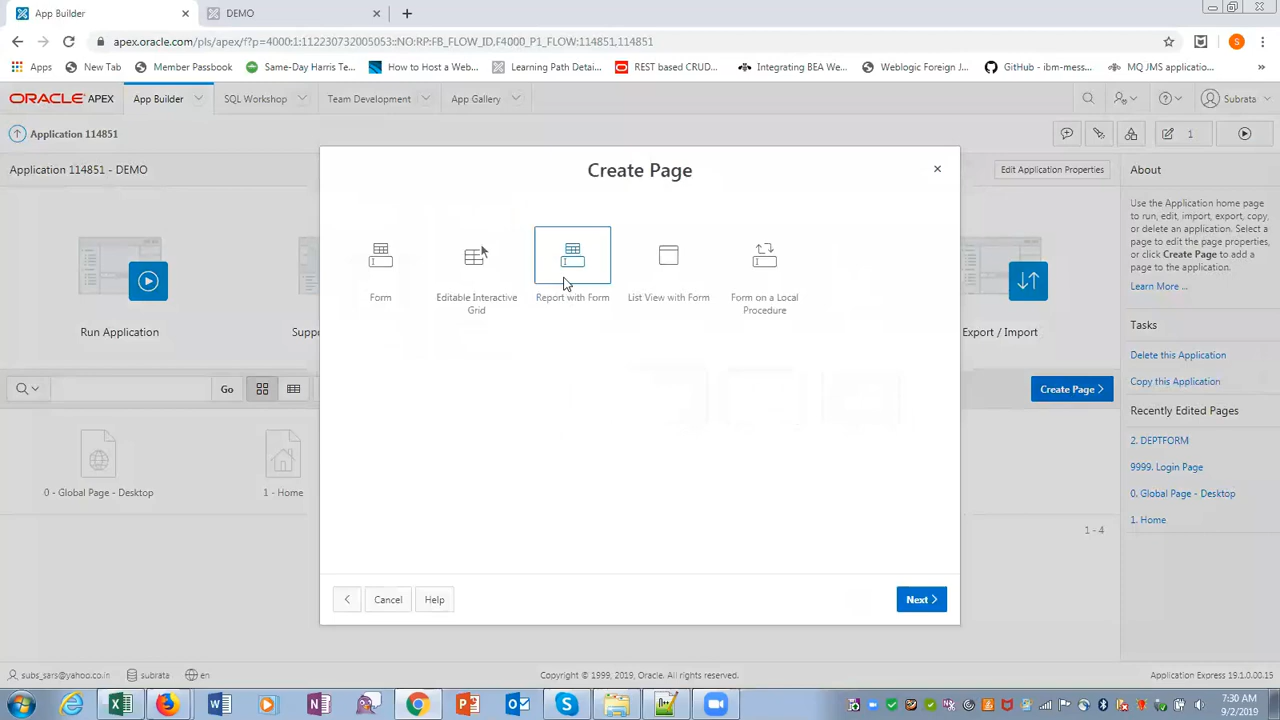 App Builder
DEMO
apex.oracle.com/pls/apex/f?p=4000:1:112230732005053::NO:RP:FB_FLOW_ID,F4000_P1_FLOW:114851,114851
S
Apps
New Tab
Member Passbook
Same-Day Harris Te...
How to Host a Web...
Learning Path Detai...
REST based CRUD...
Integrating BEA We...
Weblogic Foreign J...
GitHub - ibm-mess...
MQ JMS applicatio...
»
ORACLE APEX
App Builder
SQL Workshop
Team Development
App Gallery
Subrata
Application 114851
1
Application 114851 - DEMO
Create Page
Edit Application Properties
About
Use the Application home page
to run, edit, import, export, copy,
or delete an application. Select
a page to edit the page properties,
or click Create Page to add a
page to the application.
Learn More ...
Form
Editable Interactive
Grid
Report with Form
List View with Form
Form on a Local
Procedure
Run Application
Suppo
Export / Import
Tasks
Delete this Application
Copy this Application
Go
Create Page
Recently Edited Pages
2. DEPTFORM
9999. Login Page
0. Global Page - Desktop
1. Home
0 - Global Page - Desktop
1 - Home
1 - 4
Cancel
Help
Next
subs_sars@yahoo.co.in
subrata
en
Copyright © 1999, 2019, Oracle. All rights reserved.
Application Express 19.1.0.00.15
7:30 AM
9/2/2019